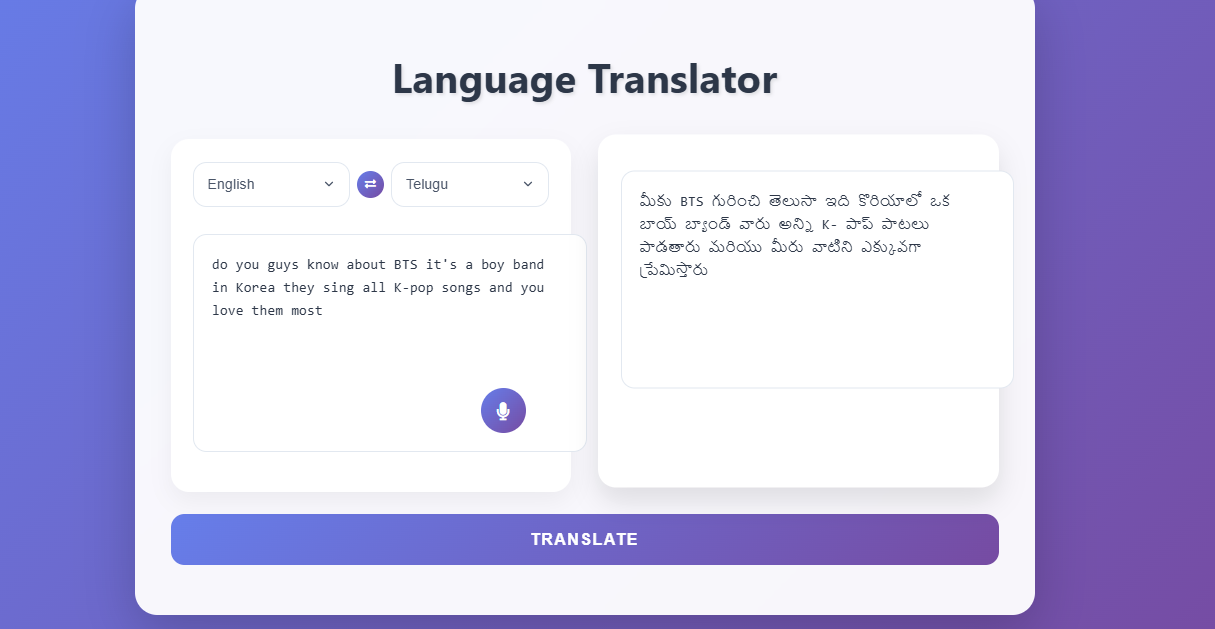 Language Translator
English
Telugu
do you guys know about BTS it's a boy band
in Korea they sing all K-pop songs and you
love them most
మీకు BTS గురించి తెలుసా ఇది కొరియాలో ఒక
బాయ్ బ్యాండ్ వారు అన్ని K- పాప్ పాటలు
పాడతారు మరియు మీరు వాటిని ఎక్కువగా
ప్రేమిస్తారు
TRANSLATE